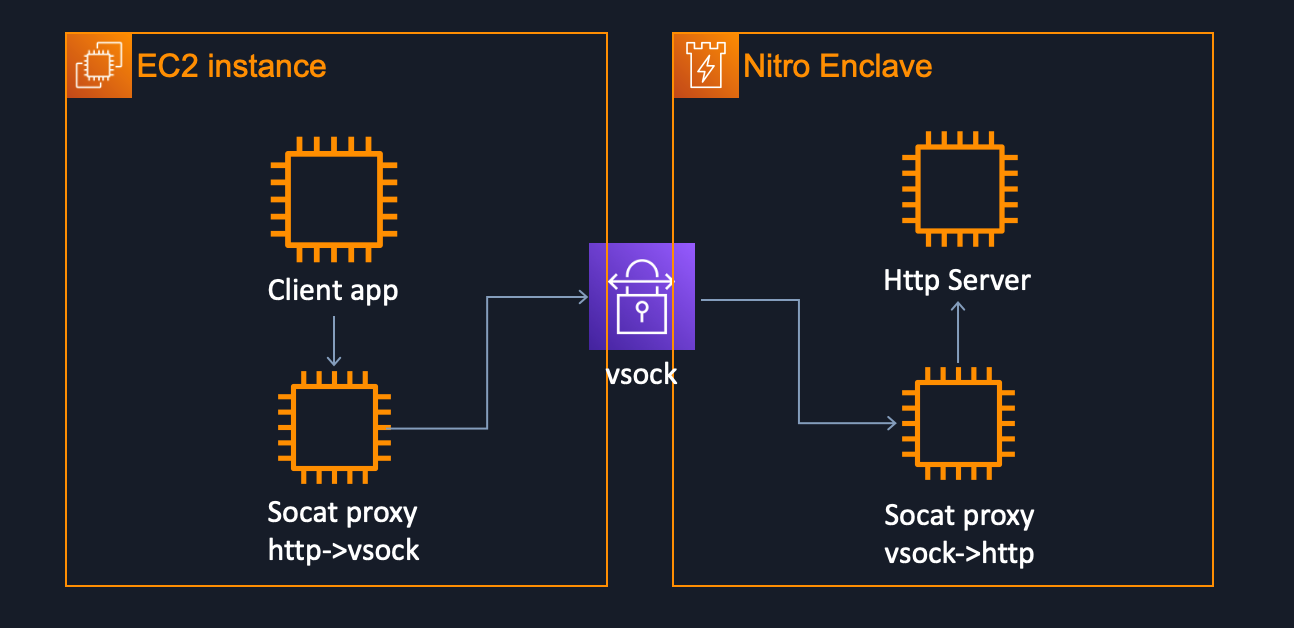 EC2 instance
Nitro Enclave
Client app
Http Server
vsock
Socat proxy
http->vsock
Socat proxy
vsock->http